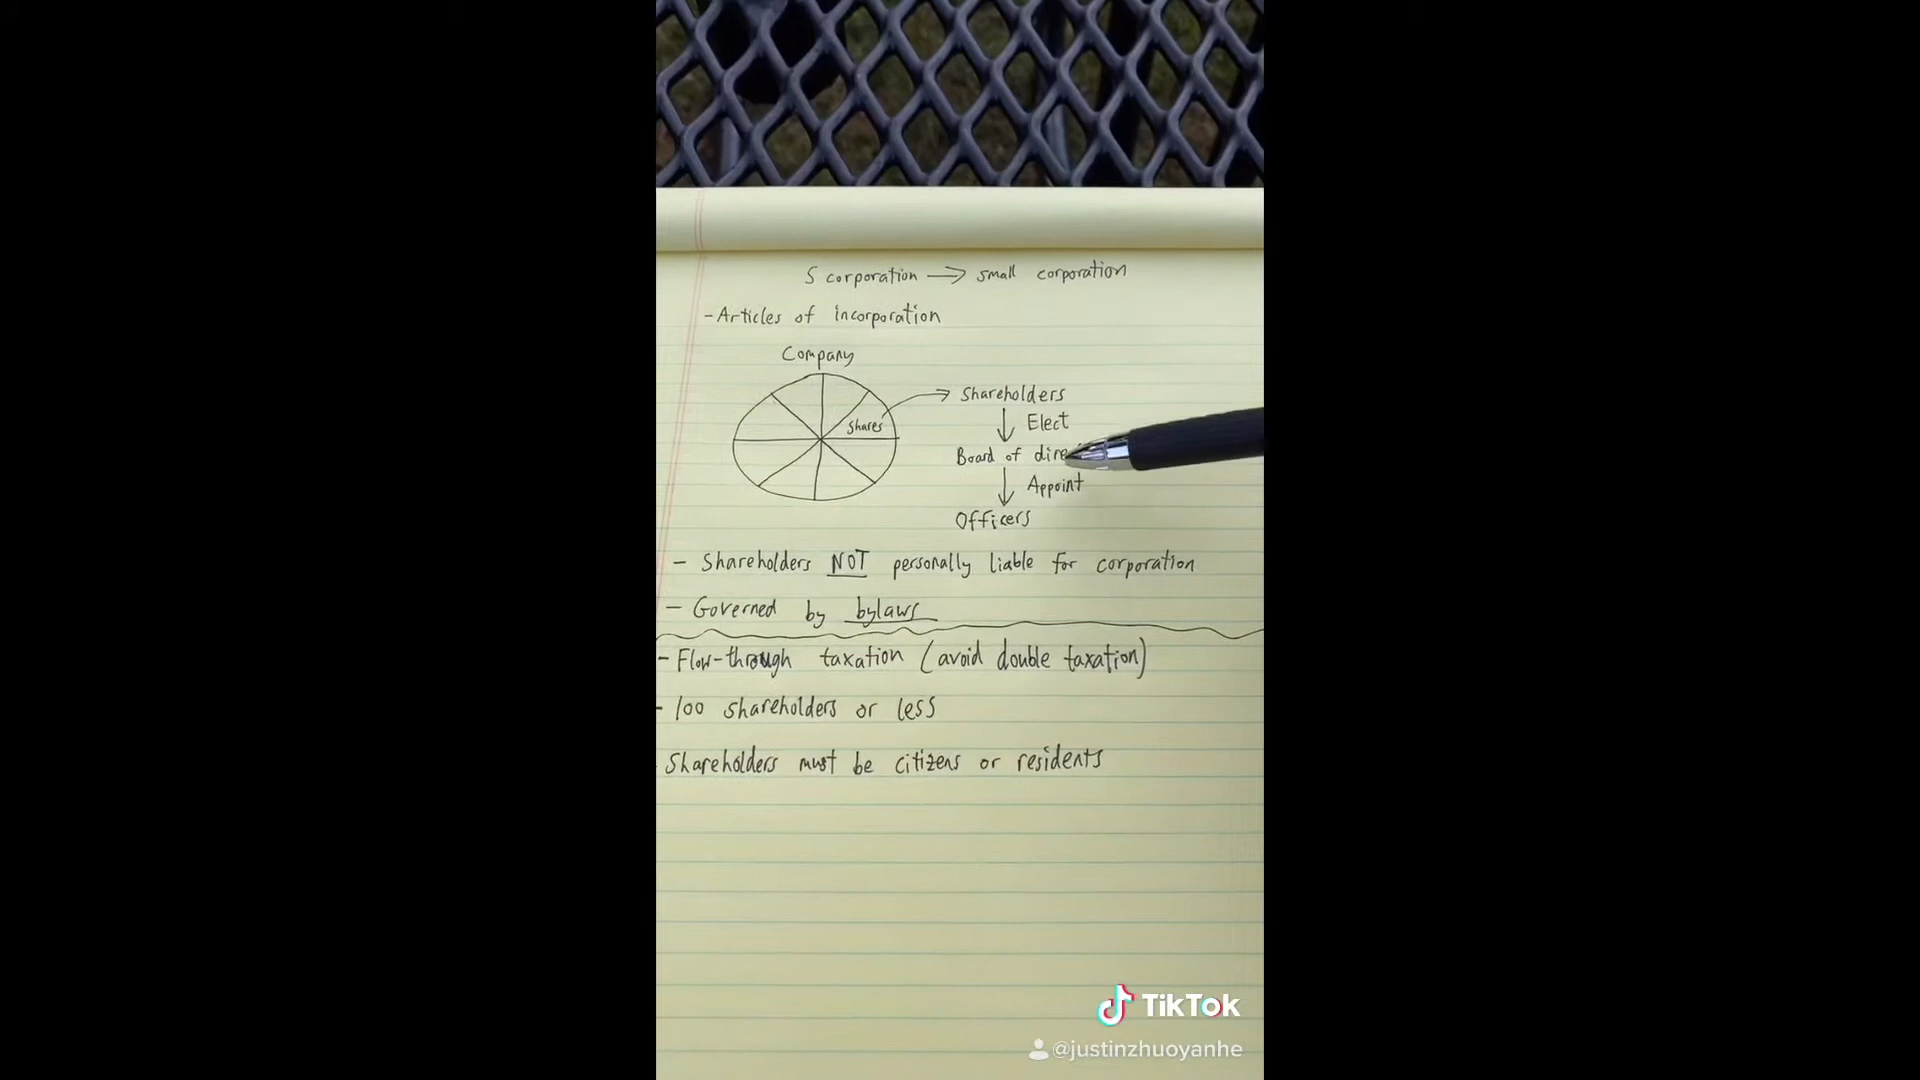 S corporation → small corporation
- Articles of incorporation
Company
Shares
Shareholders
Elect
Board of
Appoint
Officers
- Shareholders NOT personally liable for corporation
- Governed by bylaws
- Flow-through taxation (avoid double taxation)
- 100 shareholders or less
Shareholders must be citizens or residents
TikTok
@justinzhuoyanhe